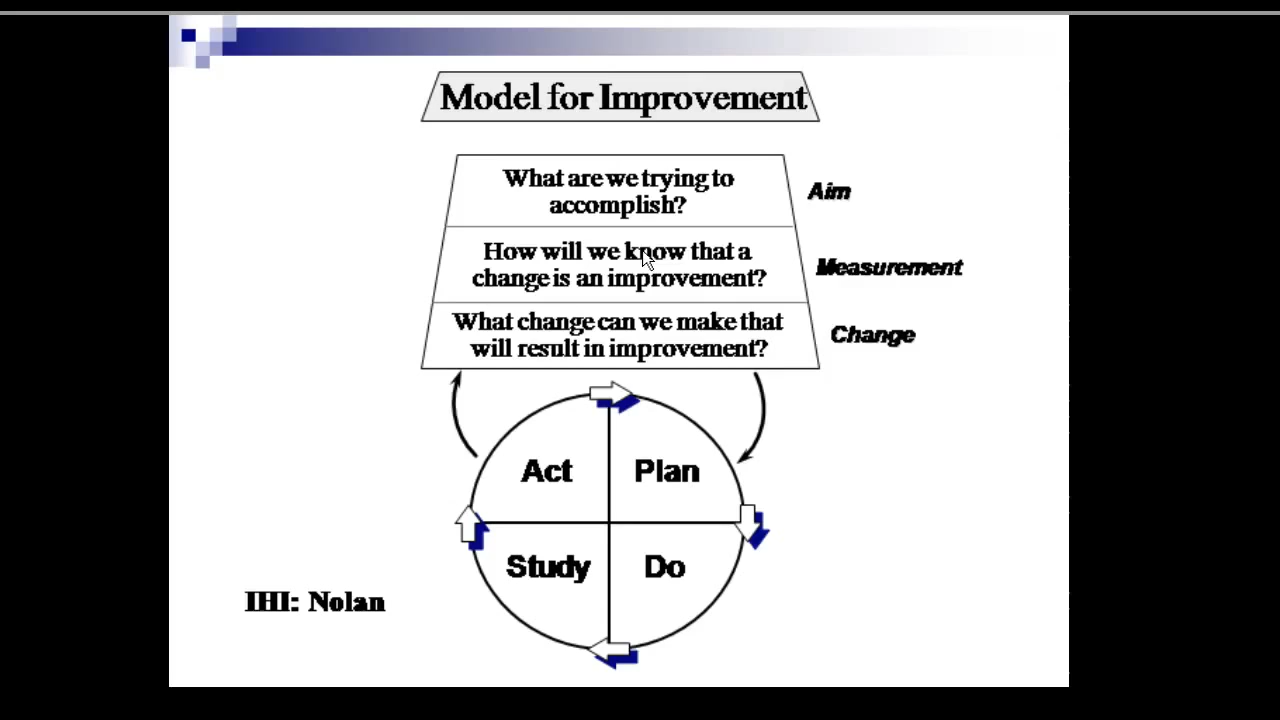 Model for Improvement
What are we trying to
accomplish?
Aim
How will we know that a
change is an improvement?
Measurement
What change can we make that
will result in improvement?
Change
Act
Plan
Study
Do
IHI: Nolan